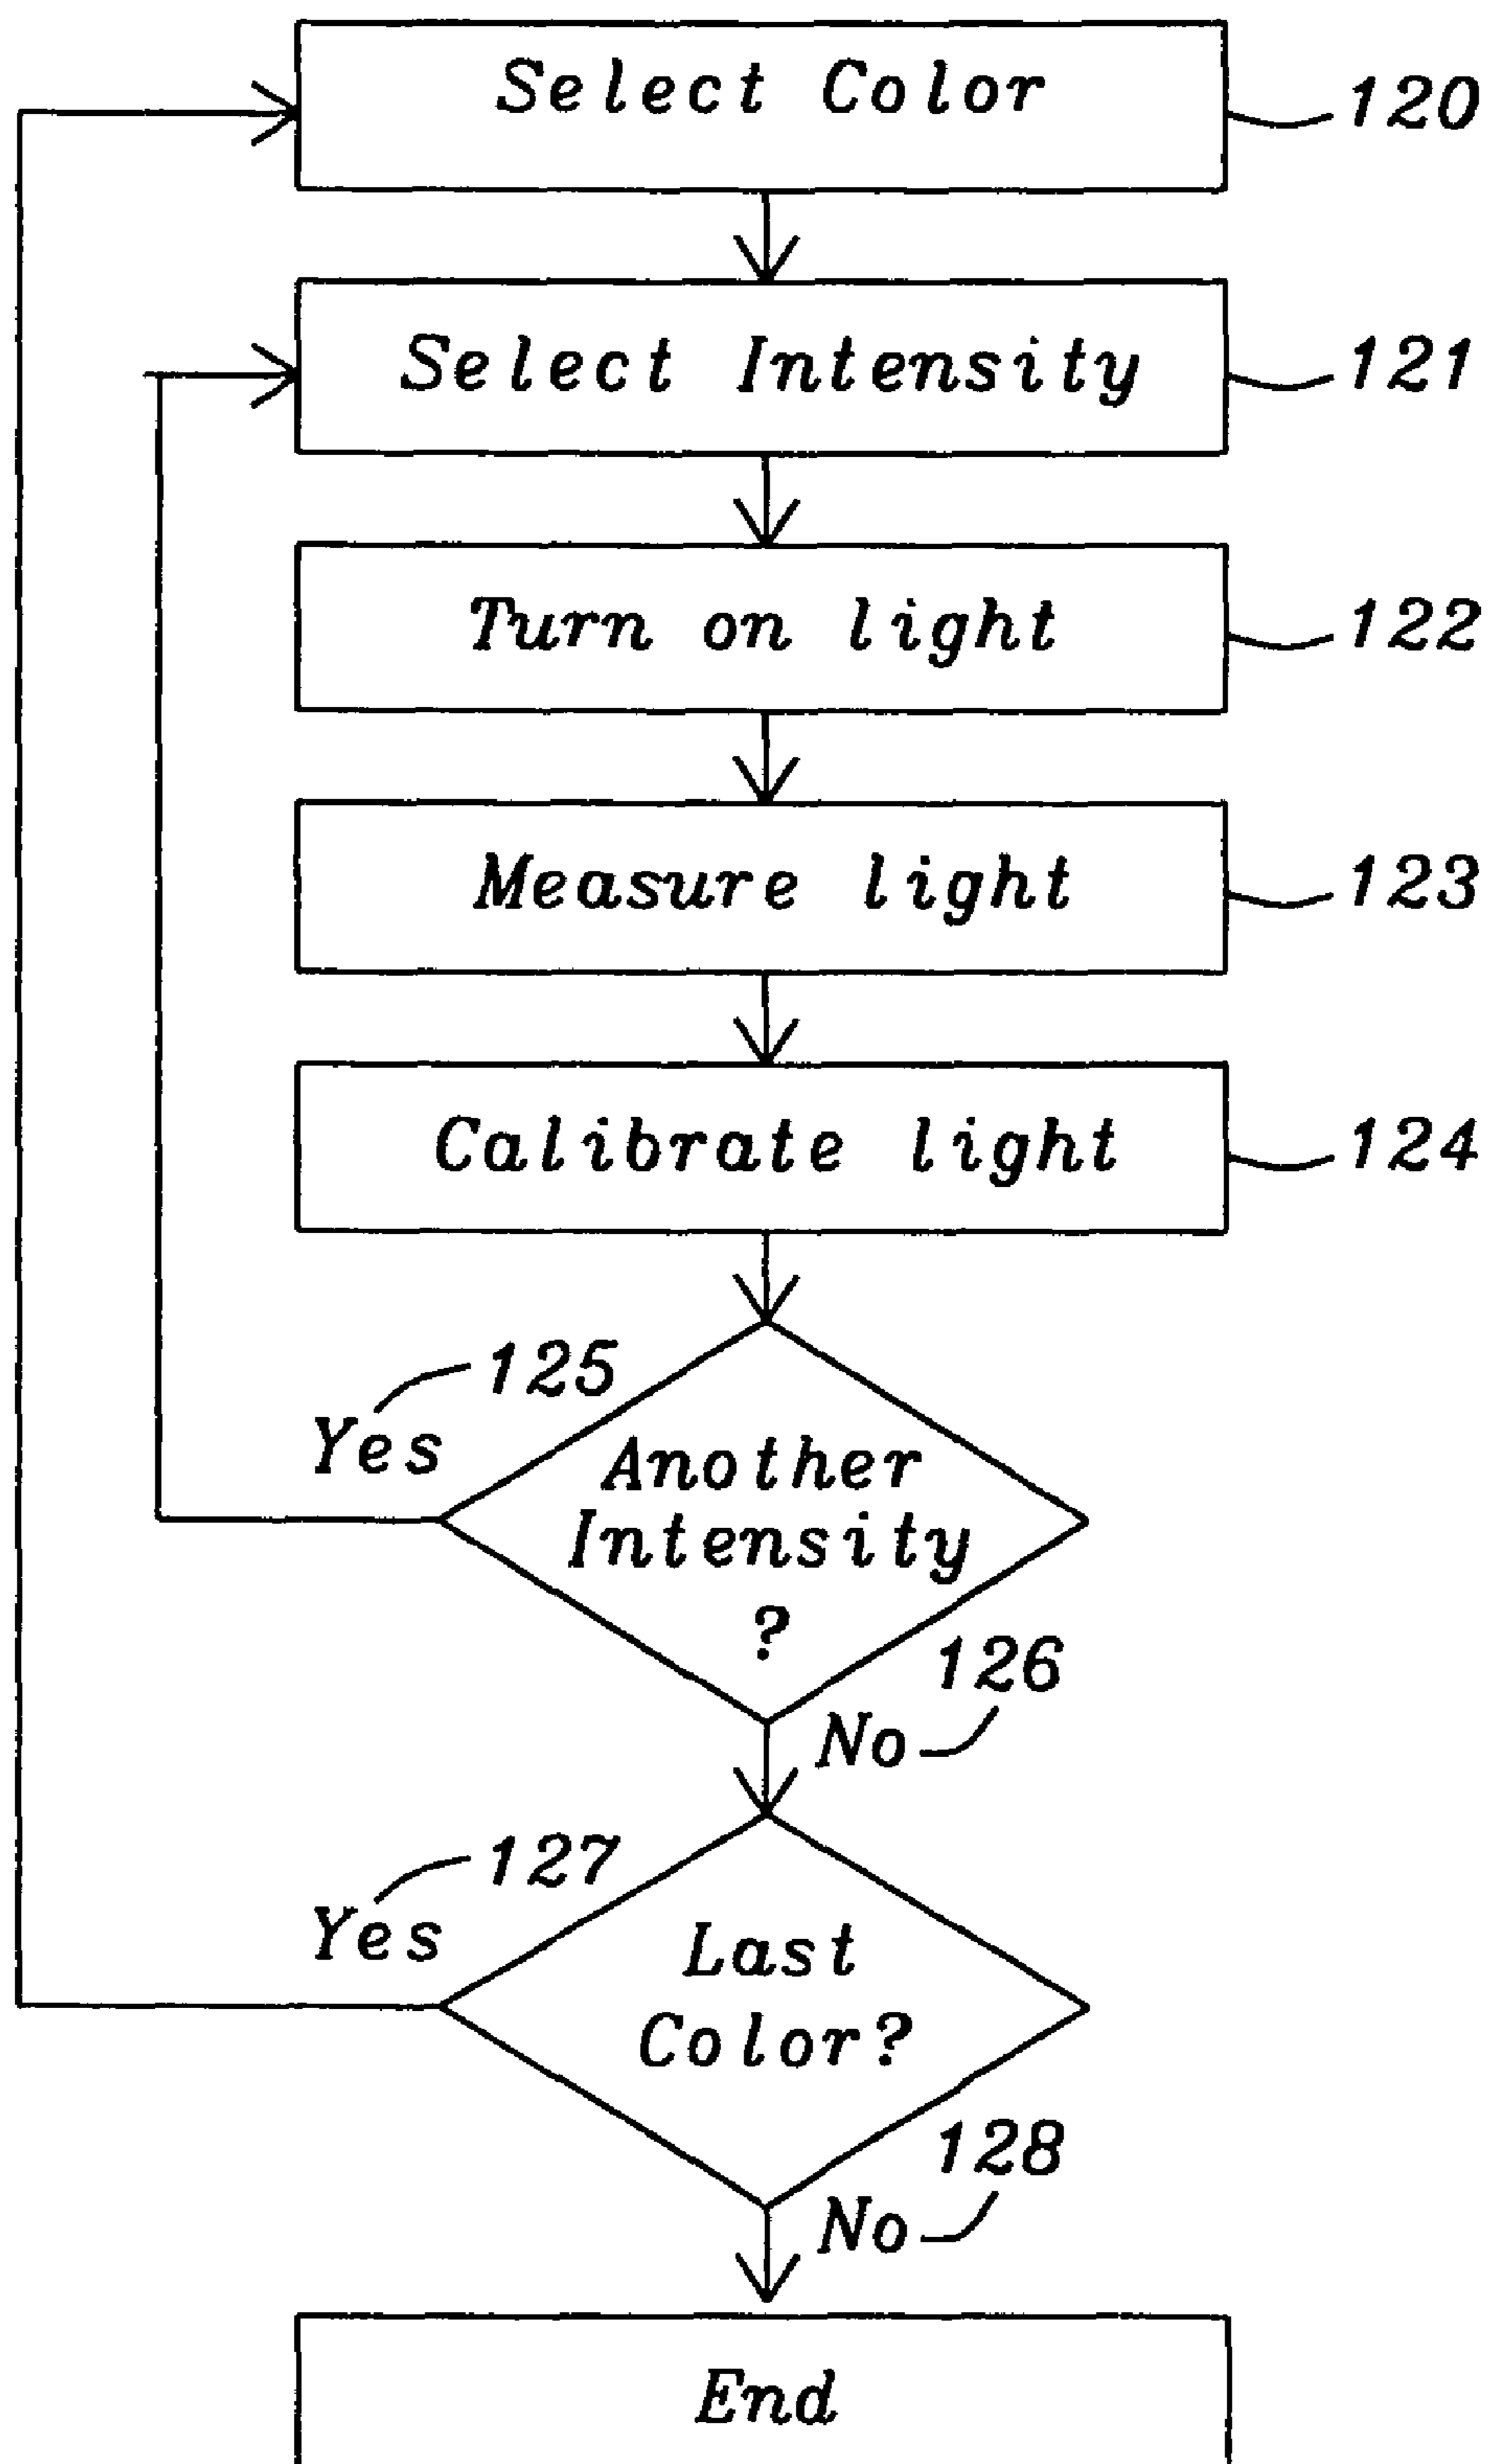 Select Color
120
Select Intensity
121
Turn on light
122
Measure light
123
Calibrate light
124
125
Yes
Another
Intensity
?
126
No
127
Yes
Last
Color?
128
No
End